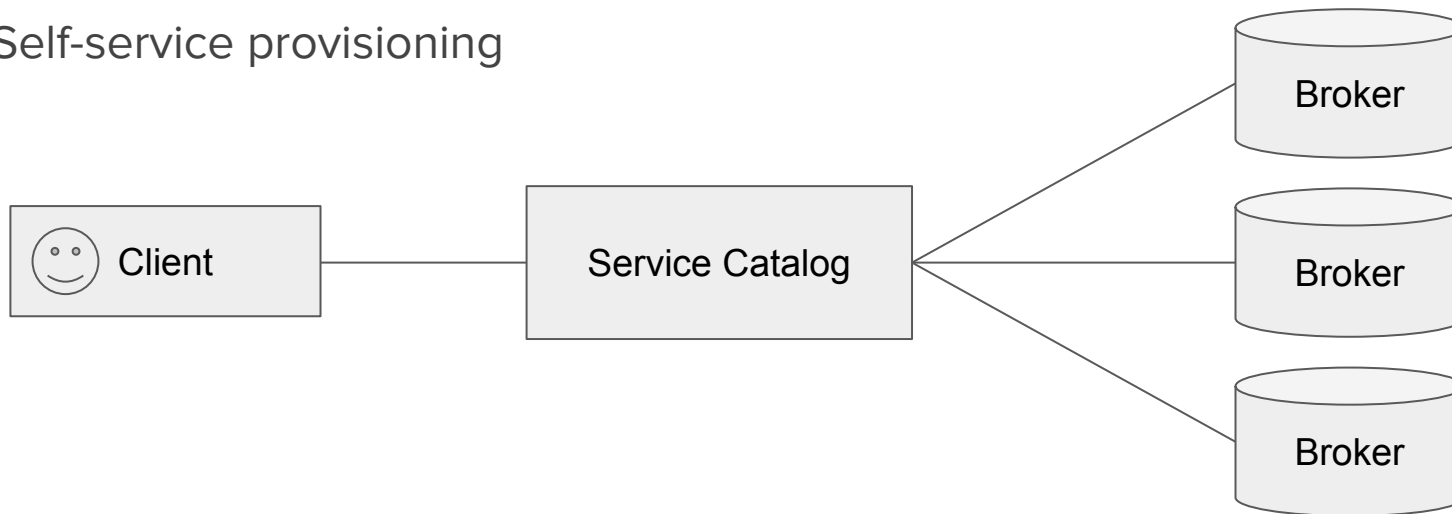 Self-service provisioning
Broker
Client
Service Catalog
Broker
Broker